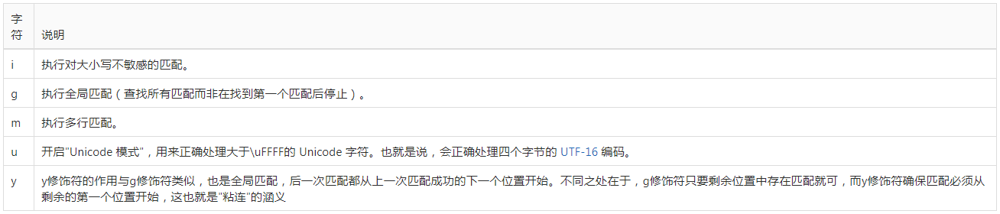 字
符
说明
i
执行对大小写不敏感的匹配。
g
执行全局匹配（查找所有匹配而非在找到第一个匹配后停止）。
m
执行多行匹配。
u
开启"Unicode 模式"，用来正确处理大于\uFFFF的 Unicode 字符。也就是说，会正确处理四个字节的 UTF-16 编码。
y
y修饰符的作用与g修饰符类似，也是全局匹配，后一次匹配都从上一次匹配成功的下一个位置开始。不同之处在于，g修饰符只要剩余位置中存在匹配就可，而y修饰符确保匹配必须从
剩余的第一个位置开始，这也就是"粘连"的涵义